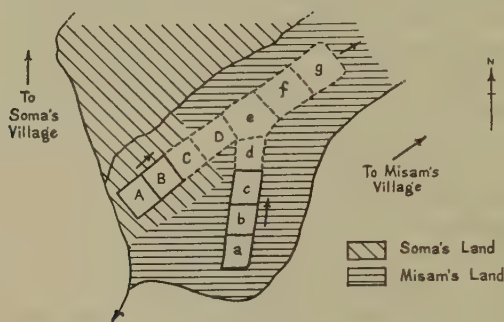 To
Soma's
Village
N
To Misam's
Village
A
B
C
D
e
f
g
d
c
b
a
Soma's Land
Misam's Land